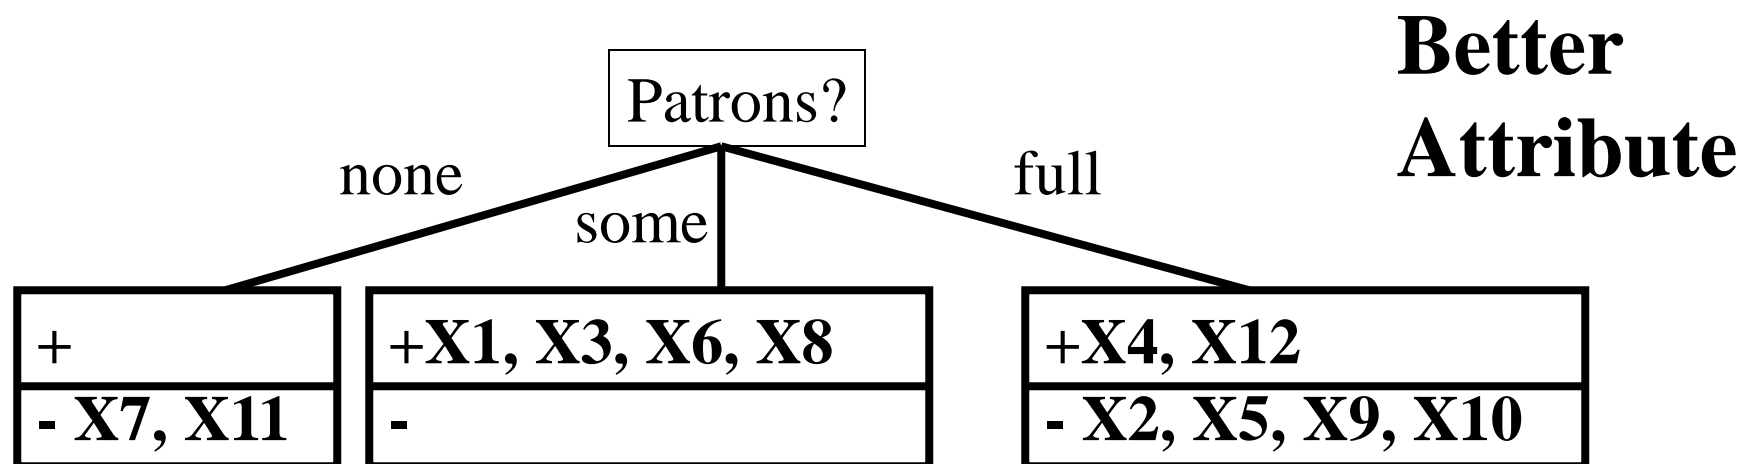 Better
Attribute
Patrons?
none
some
full
+
- X7, X11
+X1, X3, X6, X8
-
+X4, X12
- X2, X5, X9, X10